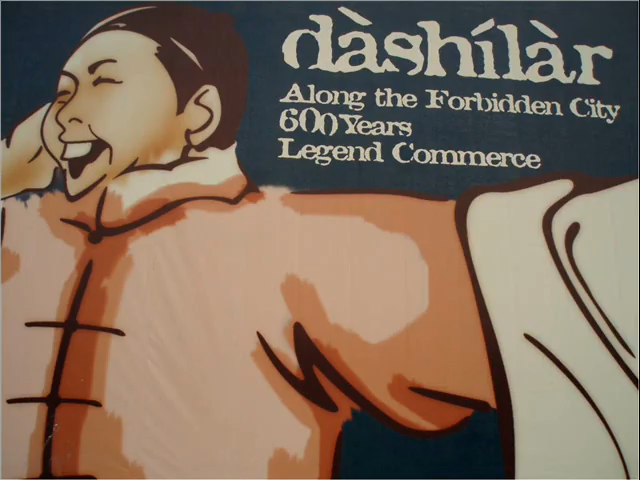 dàshílàr
Along the Forbidden City
600 Years
Legend Commerce